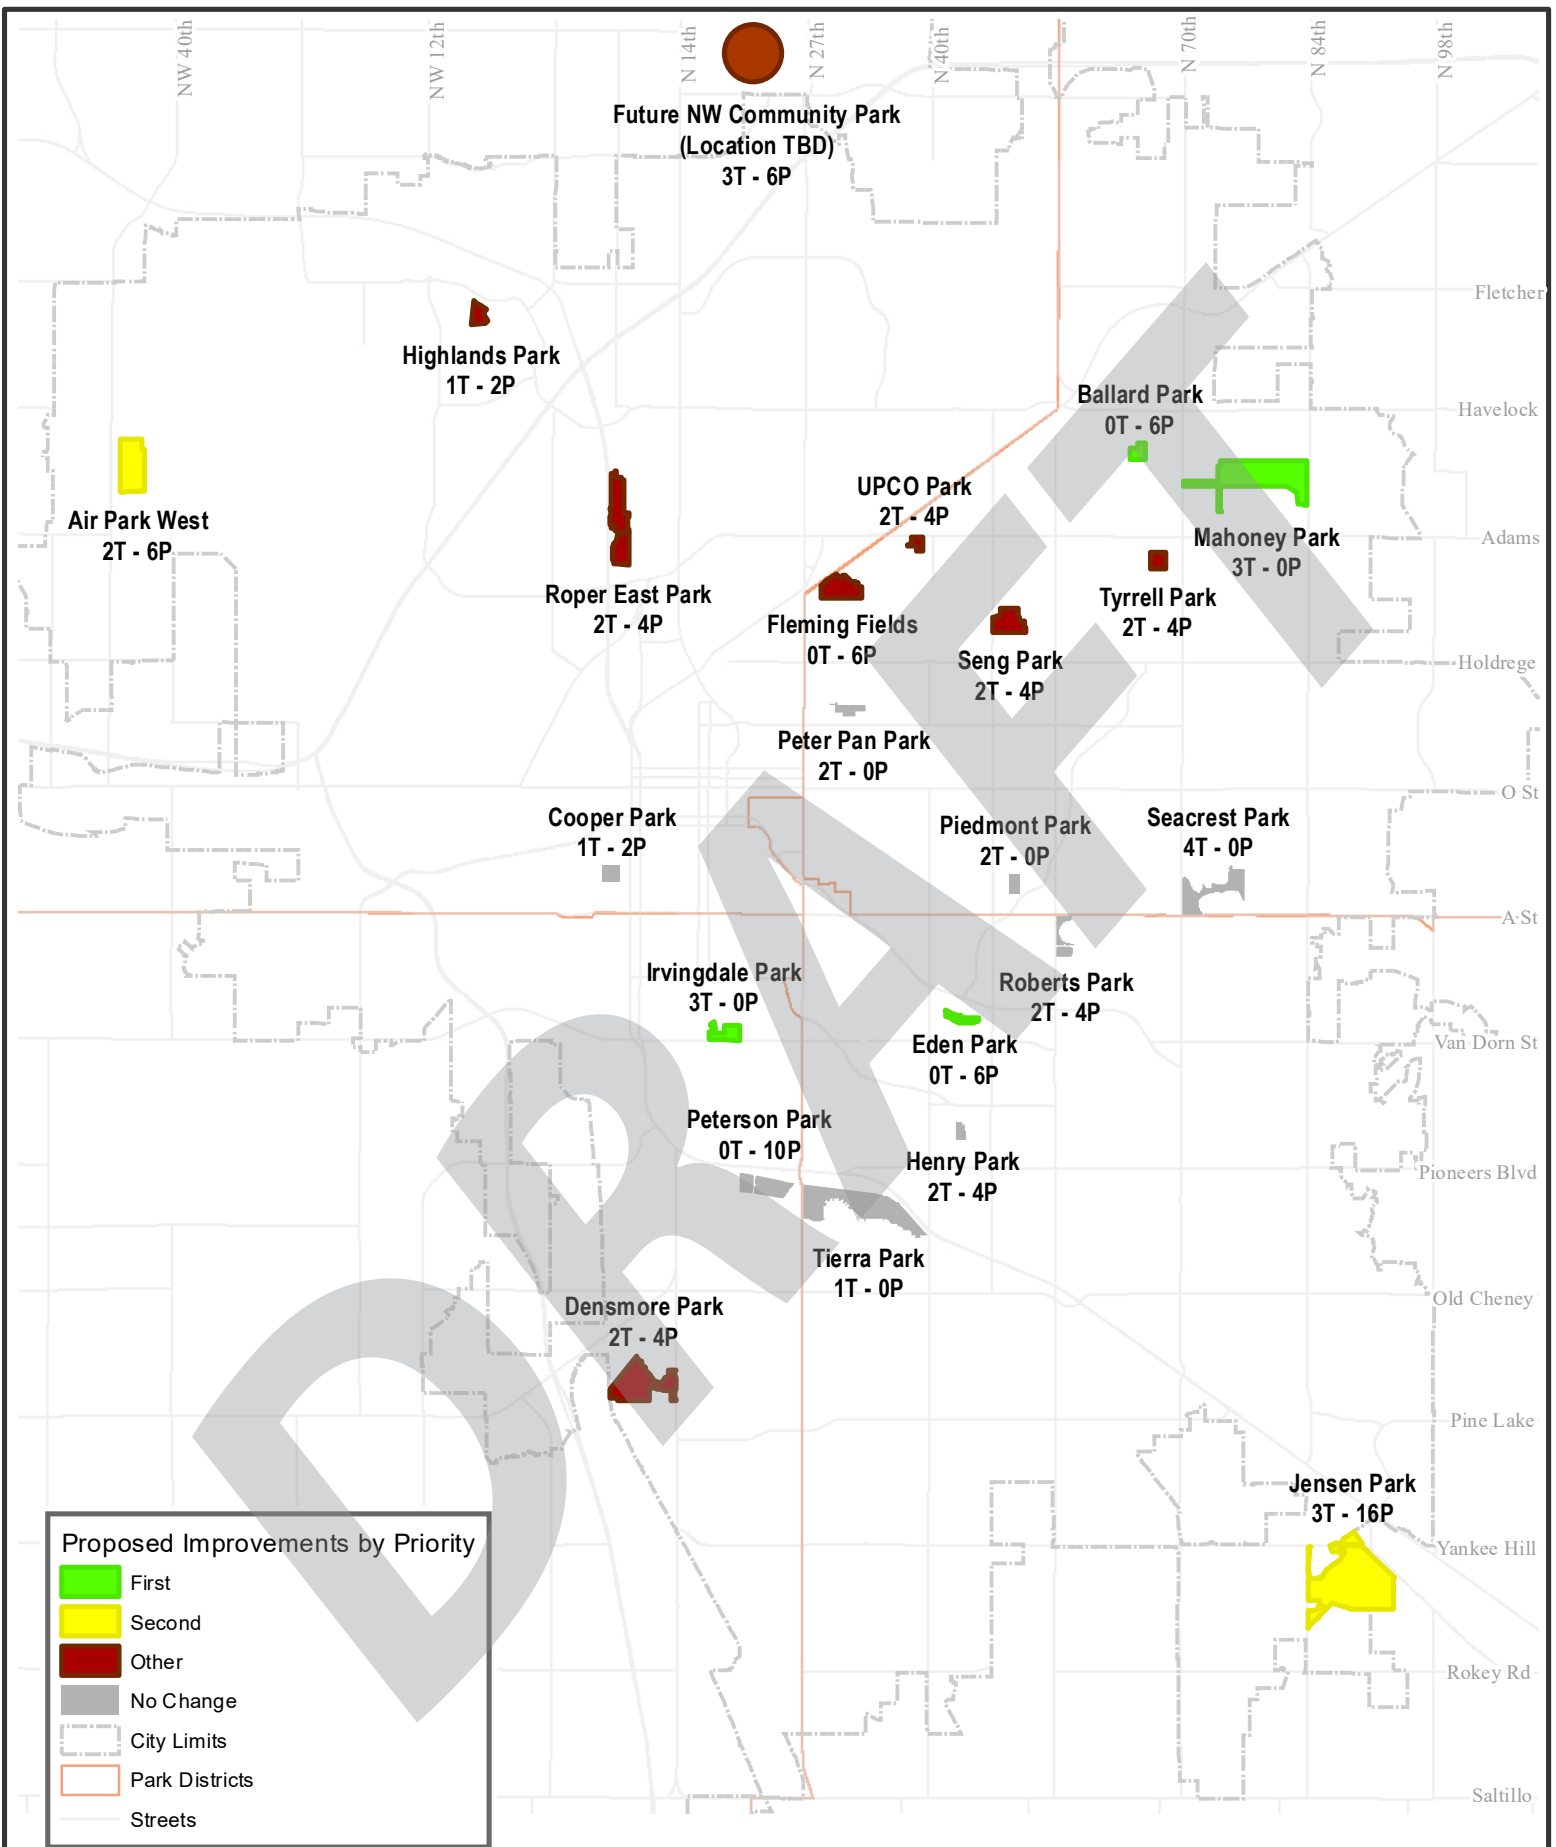 NW 40th
NW 12th
N 14th
N 27th
N 40th
N 70th
N 84th
N 98th
Future NW Community Park
(Location TBD)
3T - 6P
Fletcher
Highlands Park
1T - 2P
Ballard Park
0T - 6P
Havelock
UPCO Park
2T - 4P
Air Park West
2T - 6P
Mahoney Park
3T - 0P
Adams
Roper East Park
2T - 4P
Tyrrell Park
2T - 4P
Fleming Fields
0T - 6P
Seng Park
2T - 4P
Holdrege
Peter Pan Park
2T - 0P
O St
Cooper Park
1T - 2P
Piedmont Park
2T - 0P
Seacrest Park
4T - 0P
A St
Irvingdale Park
3T - 0P
Roberts Park
2T - 4P
Eden Park
0T - 6P
Van Dorn St
Peterson Park
0T - 10P
Henry Park
2T - 4P
Pioneers Blvd
Tierra Park
1T - 0P
Old Cheney
Densmore Park
2T - 4P
Pine Lake
Jensen Park
3T - 16P
Yankee Hill
Rokey Rd
Saltillo
DRAFT
Proposed Improvements by Priority
First
Second
Other
No Change
City Limits
Park Districts
Streets